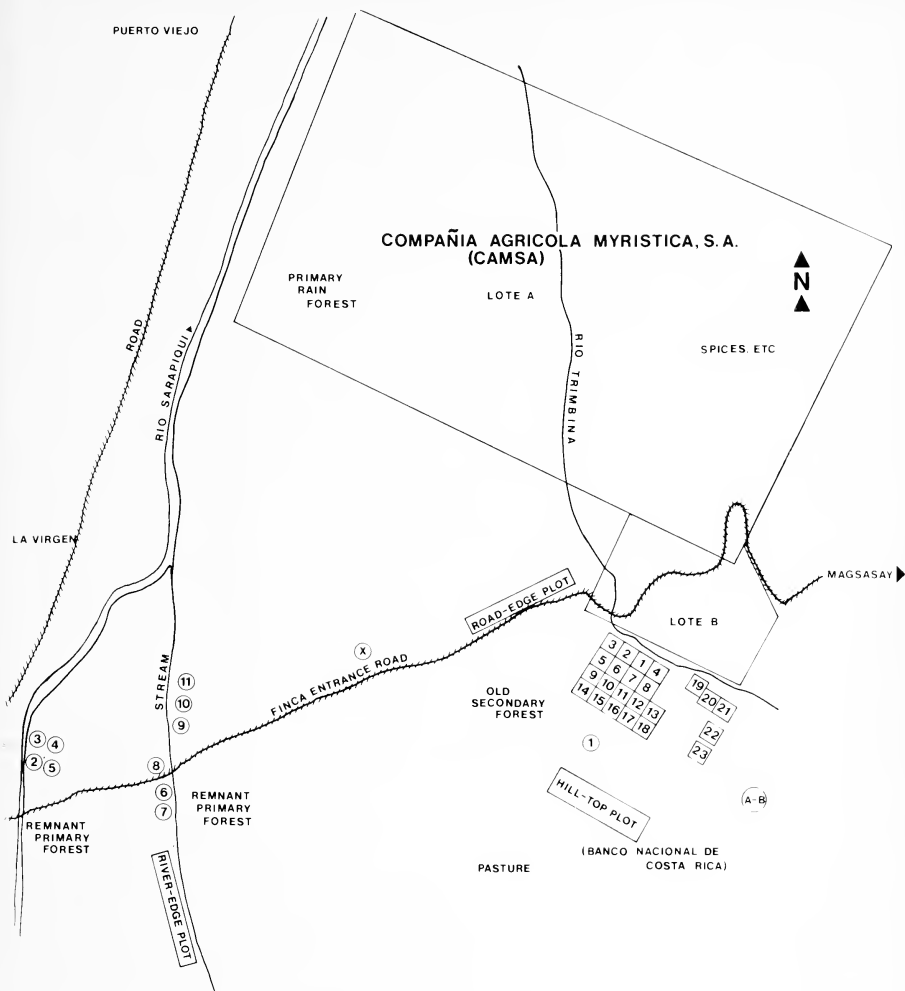 PUERTO VIEJO
COMPAÑIA AGRICOLA MYRISTICA, S.A.
(CAMSA)
N
PRIMARY
RAIN
FOREST
LOTE A
ROAD
RIO SARAPIQUI
RIO TRIMBINA
SPICES, ETC
LA VIRGEN
MAGSASAY
ROAD-EDGE PLOT
LOTE B
STREAM
FINCA ENTRANCE ROAD
X
11
10
9
OLD
SECONDARY
FOREST
3 2 1 4
5 6 7 8
9 10 11 12 13
14 15 16 17 18
19
20 21
22
23
3 4
2 5
8
6
7
1
REMNANT
PRIMARY
FOREST
REMNANT
PRIMARY
FOREST
HILL-TOP PLOT
A-B
(BANCO NACIONAL DE
COSTA RICA)
PASTURE
RIVER-EDGE PLOT